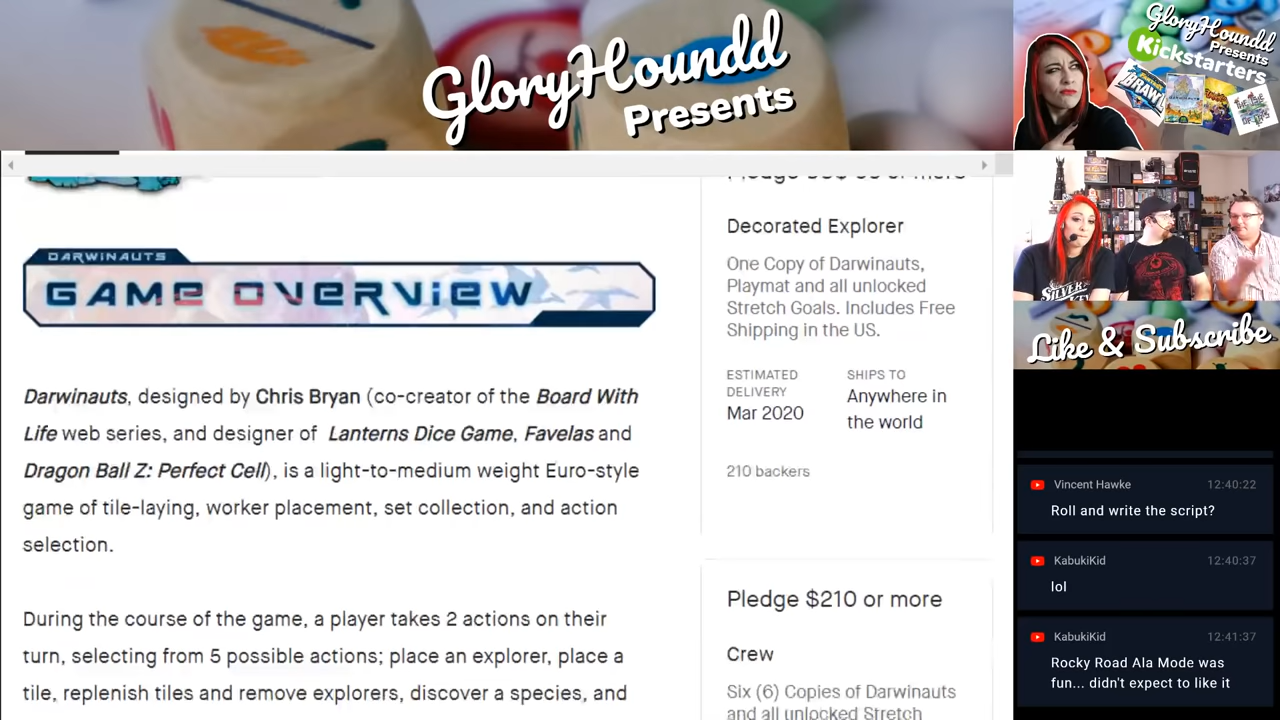 GloryHoundd
Presents
GloryHoundd
Presents
Kickstarters
BRAWL
DARWINAUTS
GAME OVERVIEW
Darwinauts, designed by Chris Bryan (co-creator of the Board With
Life web series, and designer of Lanterns Dice Game, Favelas and
Dragon Ball Z: Perfect Cell), is a light-to-medium weight Euro-style
game of tile-laying, worker placement, set collection, and action
selection.
During the course of the game, a player takes 2 actions on their
turn, selecting from 5 possible actions; place an explorer, place a
tile, replenish tiles and remove explorers, discover a species, and
Decorated Explorer
One Copy of Darwinauts,
Playmat and all unlocked
Stretch Goals. Includes Free
Shipping in the US.
ESTIMATED
DELIVERY
Mar 2020
SHIPS TO
Anywhere in
the world
210 backers
Pledge $210 or more
Crew
Six (6) Copies of Darwinauts
and all unlocked Stretch
Like & Subscribe
Vincent Hawke 12:40:22
Roll and write the script?
KabukiKid 12:40:37
lol
KabukiKid 12:41:37
Rocky Road Ala Mode was
fun... didn't expect to like it